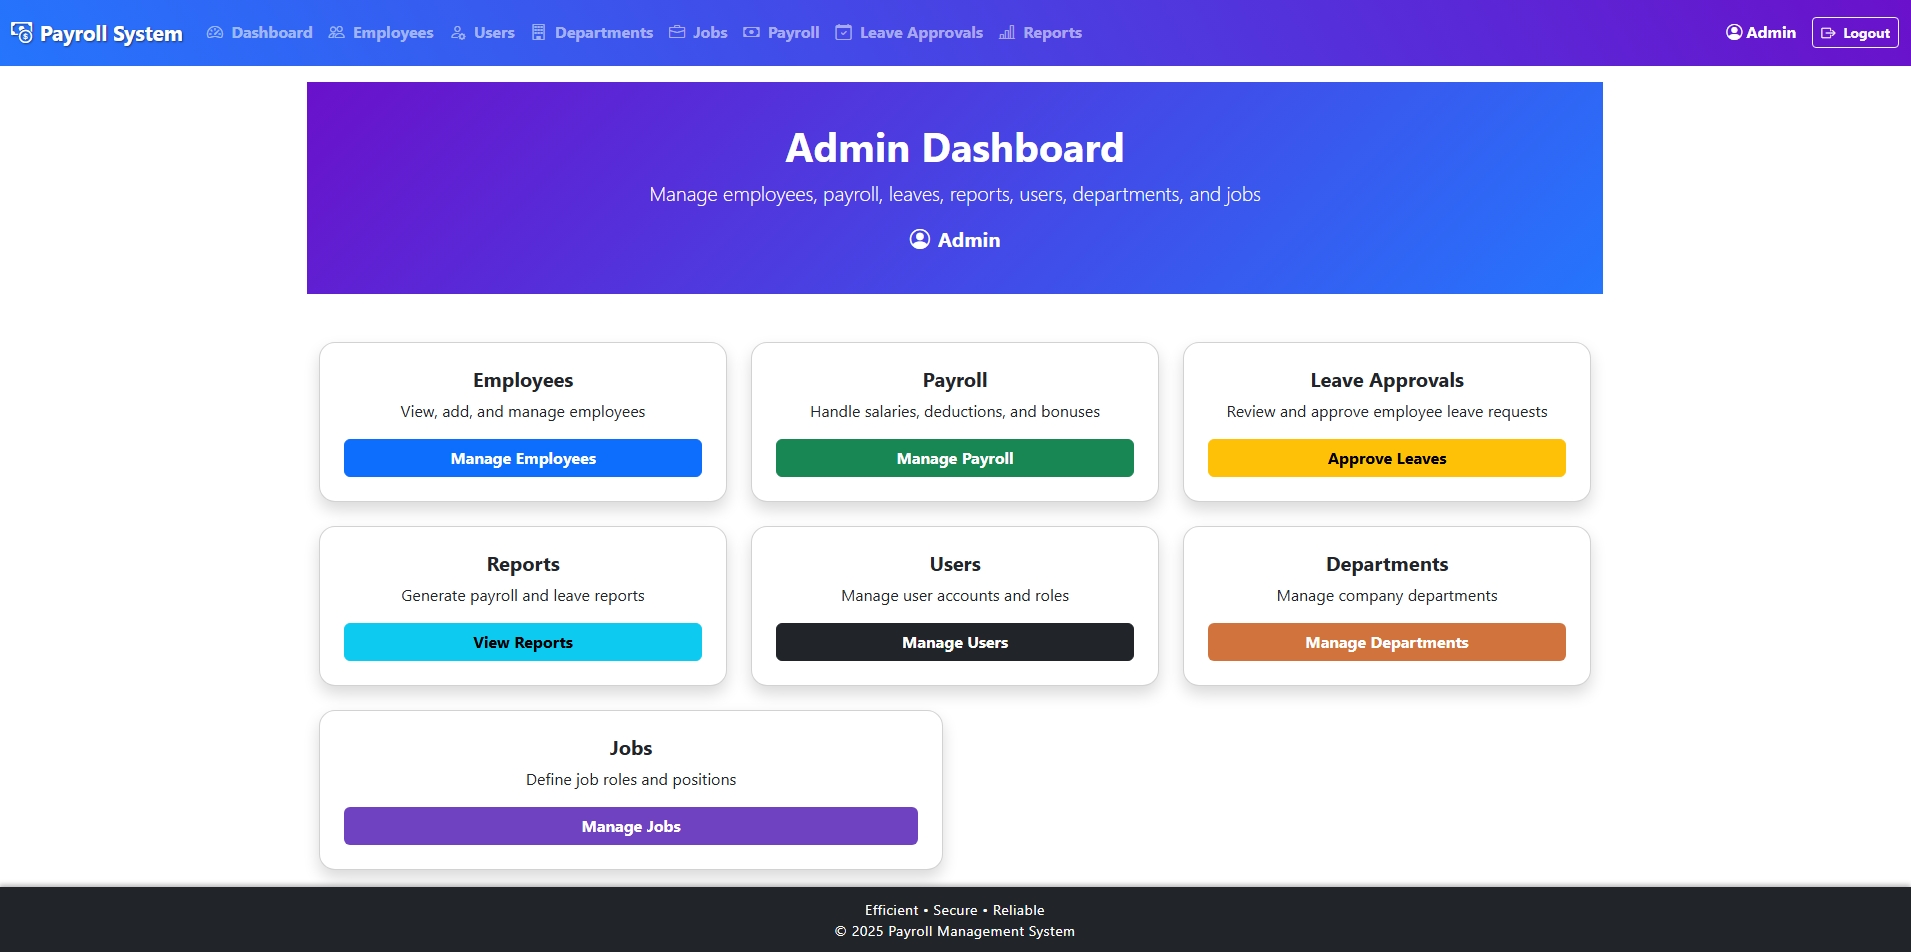 Payroll System Dashboard Employees Users Departments Jobs Payroll Leave Approvals Reports Admin Logout
Admin Dashboard
Manage employees, payroll, leaves, reports, users, departments, and jobs
Admin
Employees
View, add, and manage employees
Manage Employees
Payroll
Handle salaries, deductions, and bonuses
Manage Payroll
Leave Approvals
Review and approve employee leave requests
Approve Leaves
Reports
Generate payroll and leave reports
View Reports
Users
Manage user accounts and roles
Manage Users
Departments
Manage company departments
Manage Departments
Jobs
Define job roles and positions
Manage Jobs
Efficient • Secure • Reliable
© 2025 Payroll Management System